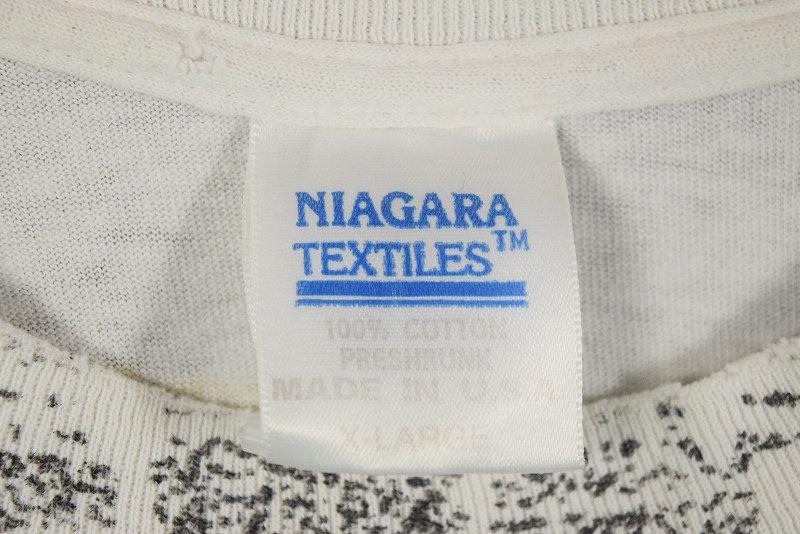 NIAGARA
TEXTILES™
100% COTTON
PRESHRUNK
MADE IN U.S.A.
X-LARGE